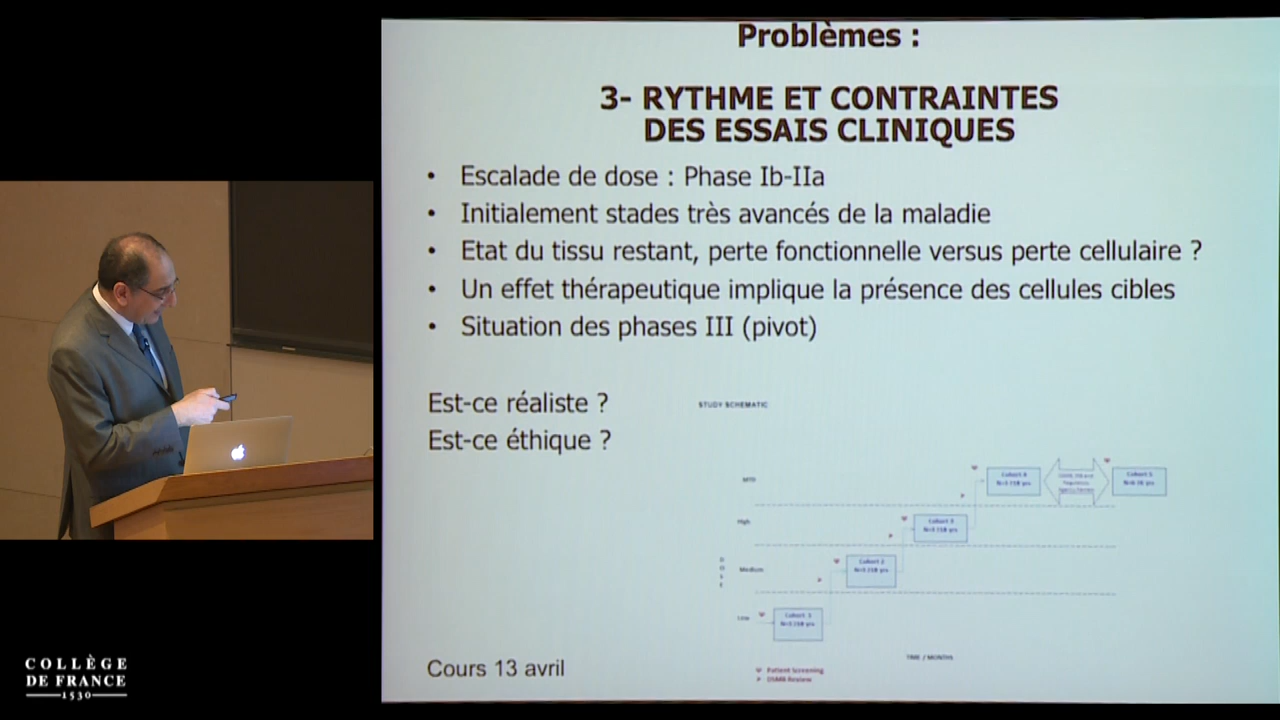 Problèmes :
3- RYTHME ET CONTRAINTES
DES ESSAIS CLINIQUES
• Escalade de dose : Phase Ib-IIa
• Initialement stades très avancés de la maladie
• Etat du tissu restant, perte fonctionnelle versus perte cellulaire ?
• Un effet thérapeutique implique la présence des cellules cibles
• Situation des phases III (pivot)
Est-ce réaliste ?
Est-ce éthique ?
STUDY SCHEMATIC
MTD
Cohort 4
Cohort 5
High
Cohort 3
Medium
Cohort 2
Low
Cohort 1
TIME / MONTHS
Patient Screening
DSMB Review
Cours 13 avril
COLLÈGE
DE FRANCE
1530